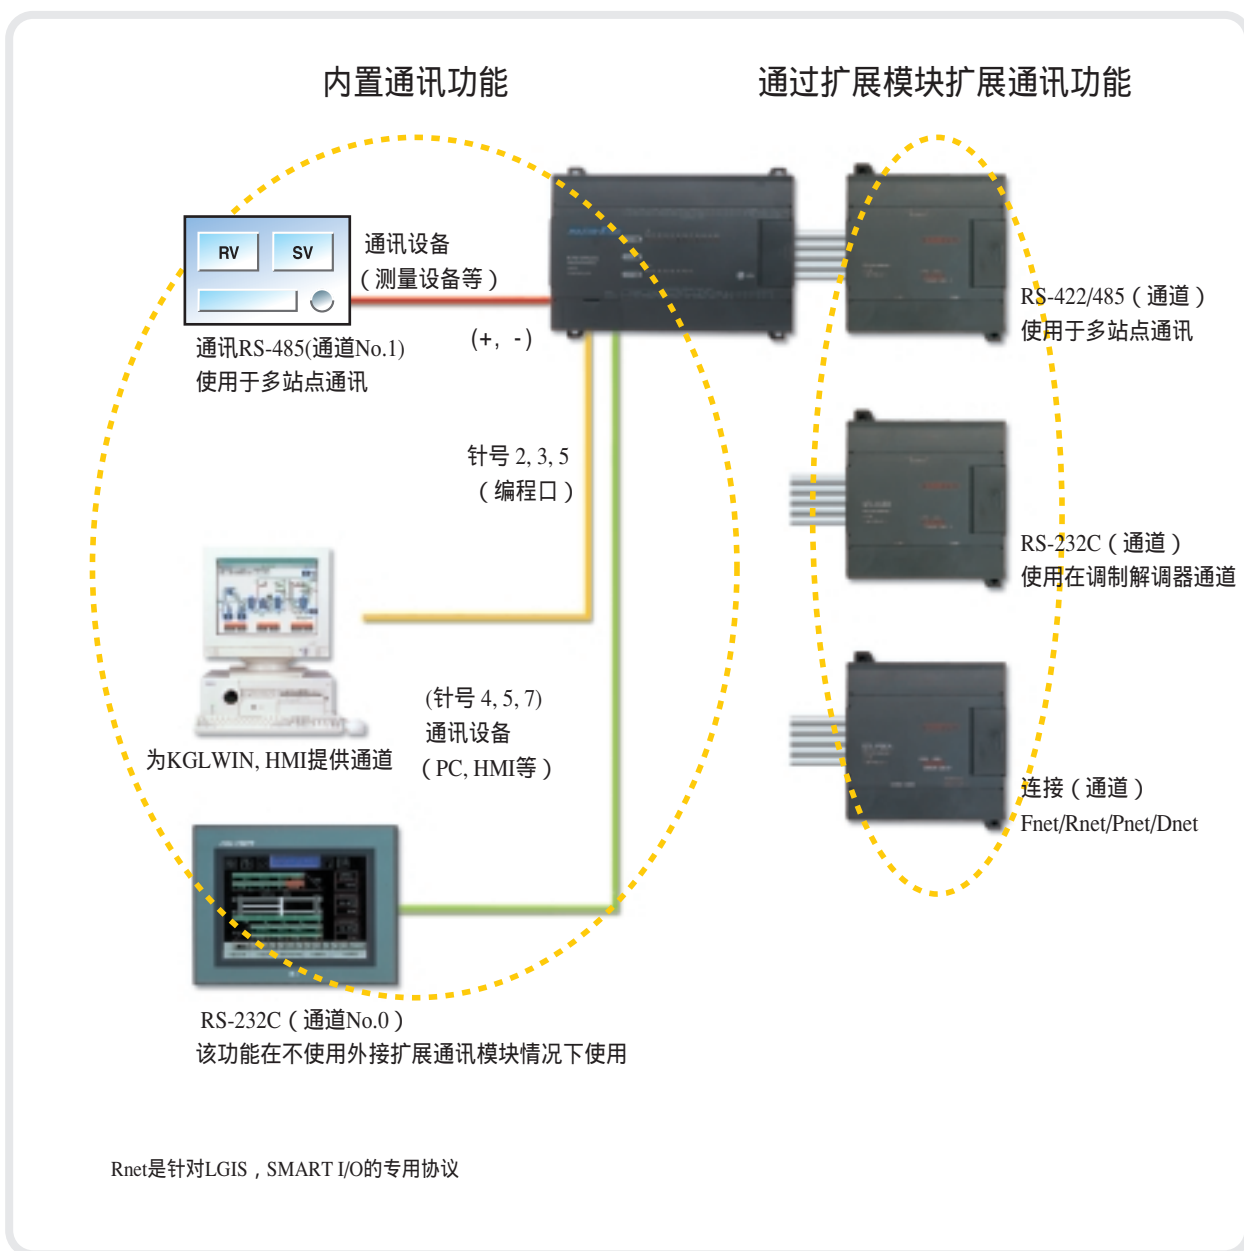 内置通讯功能
通过扩展模块扩展通讯功能
RV
SV
通讯设备
（测量设备等）
(+, -)
通讯RS-485(通道No.1)
使用于多站点通讯
RS-422/485（通道）
使用于多站点通讯
针号 2, 3, 5
（编程口）
RS-232C（通道）
使用在调制解调器通道
为KGLWIN, HMI提供通道
(针号 4, 5, 7)
通讯设备
（PC, HMI等）
连接（通道）
Fnet/Rnet/Pnet/Dnet
RS-232C（通道No.0）
该功能在不使用外接扩展通讯模块情况下使用
Rnet是针对LGIS，SMART I/O的专用协议